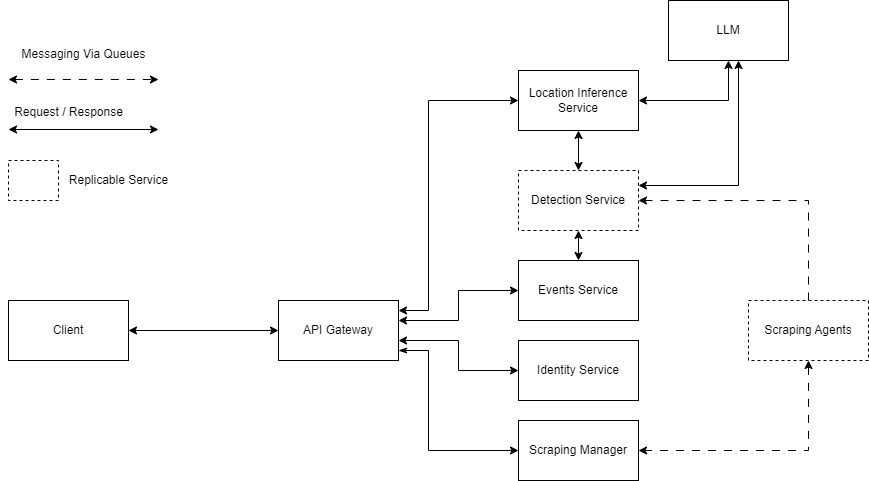 LLM
Messaging Via Queues
Location Inference
Service
Request / Response
Replicable Service
Detection Service
Events Service
Client
API Gateway
Scraping Agents
Identity Service
Scraping Manager